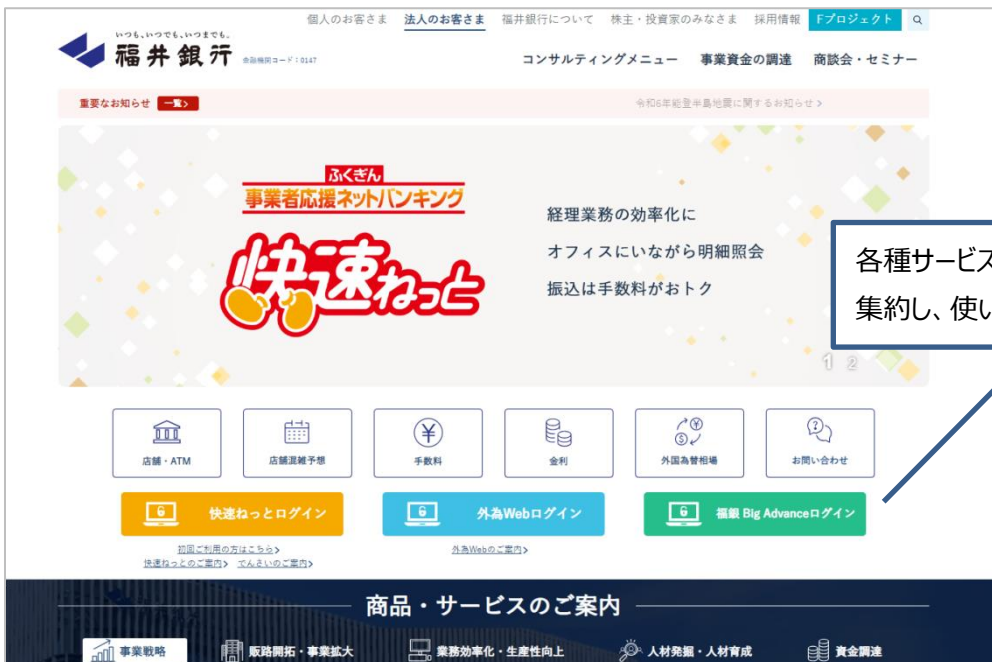 個人のお客さま 法人のお客さま 福井銀行について 株主・投資家のみなさま 採用情報 Fプロジェクト
いつも、いつでも、いつまでも。
福井銀行 金融機関コード：0147
コンサルティングメニュー 事業資金の調達 商談会・セミナー
重要なお知らせ 一覧> 令和6年能登半島地震に関するお知らせ >
ふくぎん
事業者応援ネットバンキング
快速ねっと
経理業務の効率化に
オフィスにいながら明細照会
振込は手数料がおトク
各種サービス
集約し、使い
1 2
店舗・ATM 店舗混雑予想 手数料 金利 外国為替相場 お問い合わせ
快速ねっとログイン 外為Webログイン 福銀 Big Advanceログイン
初回ご利用の方はこちら> 外為Webのご案内>
快速ねっとのご案内> でんさいのご案内>
商品・サービスのご案内
事業戦略 販路開拓・事業拡大 業務効率化・生産性向上 人材発掘・人材育成 資金調達